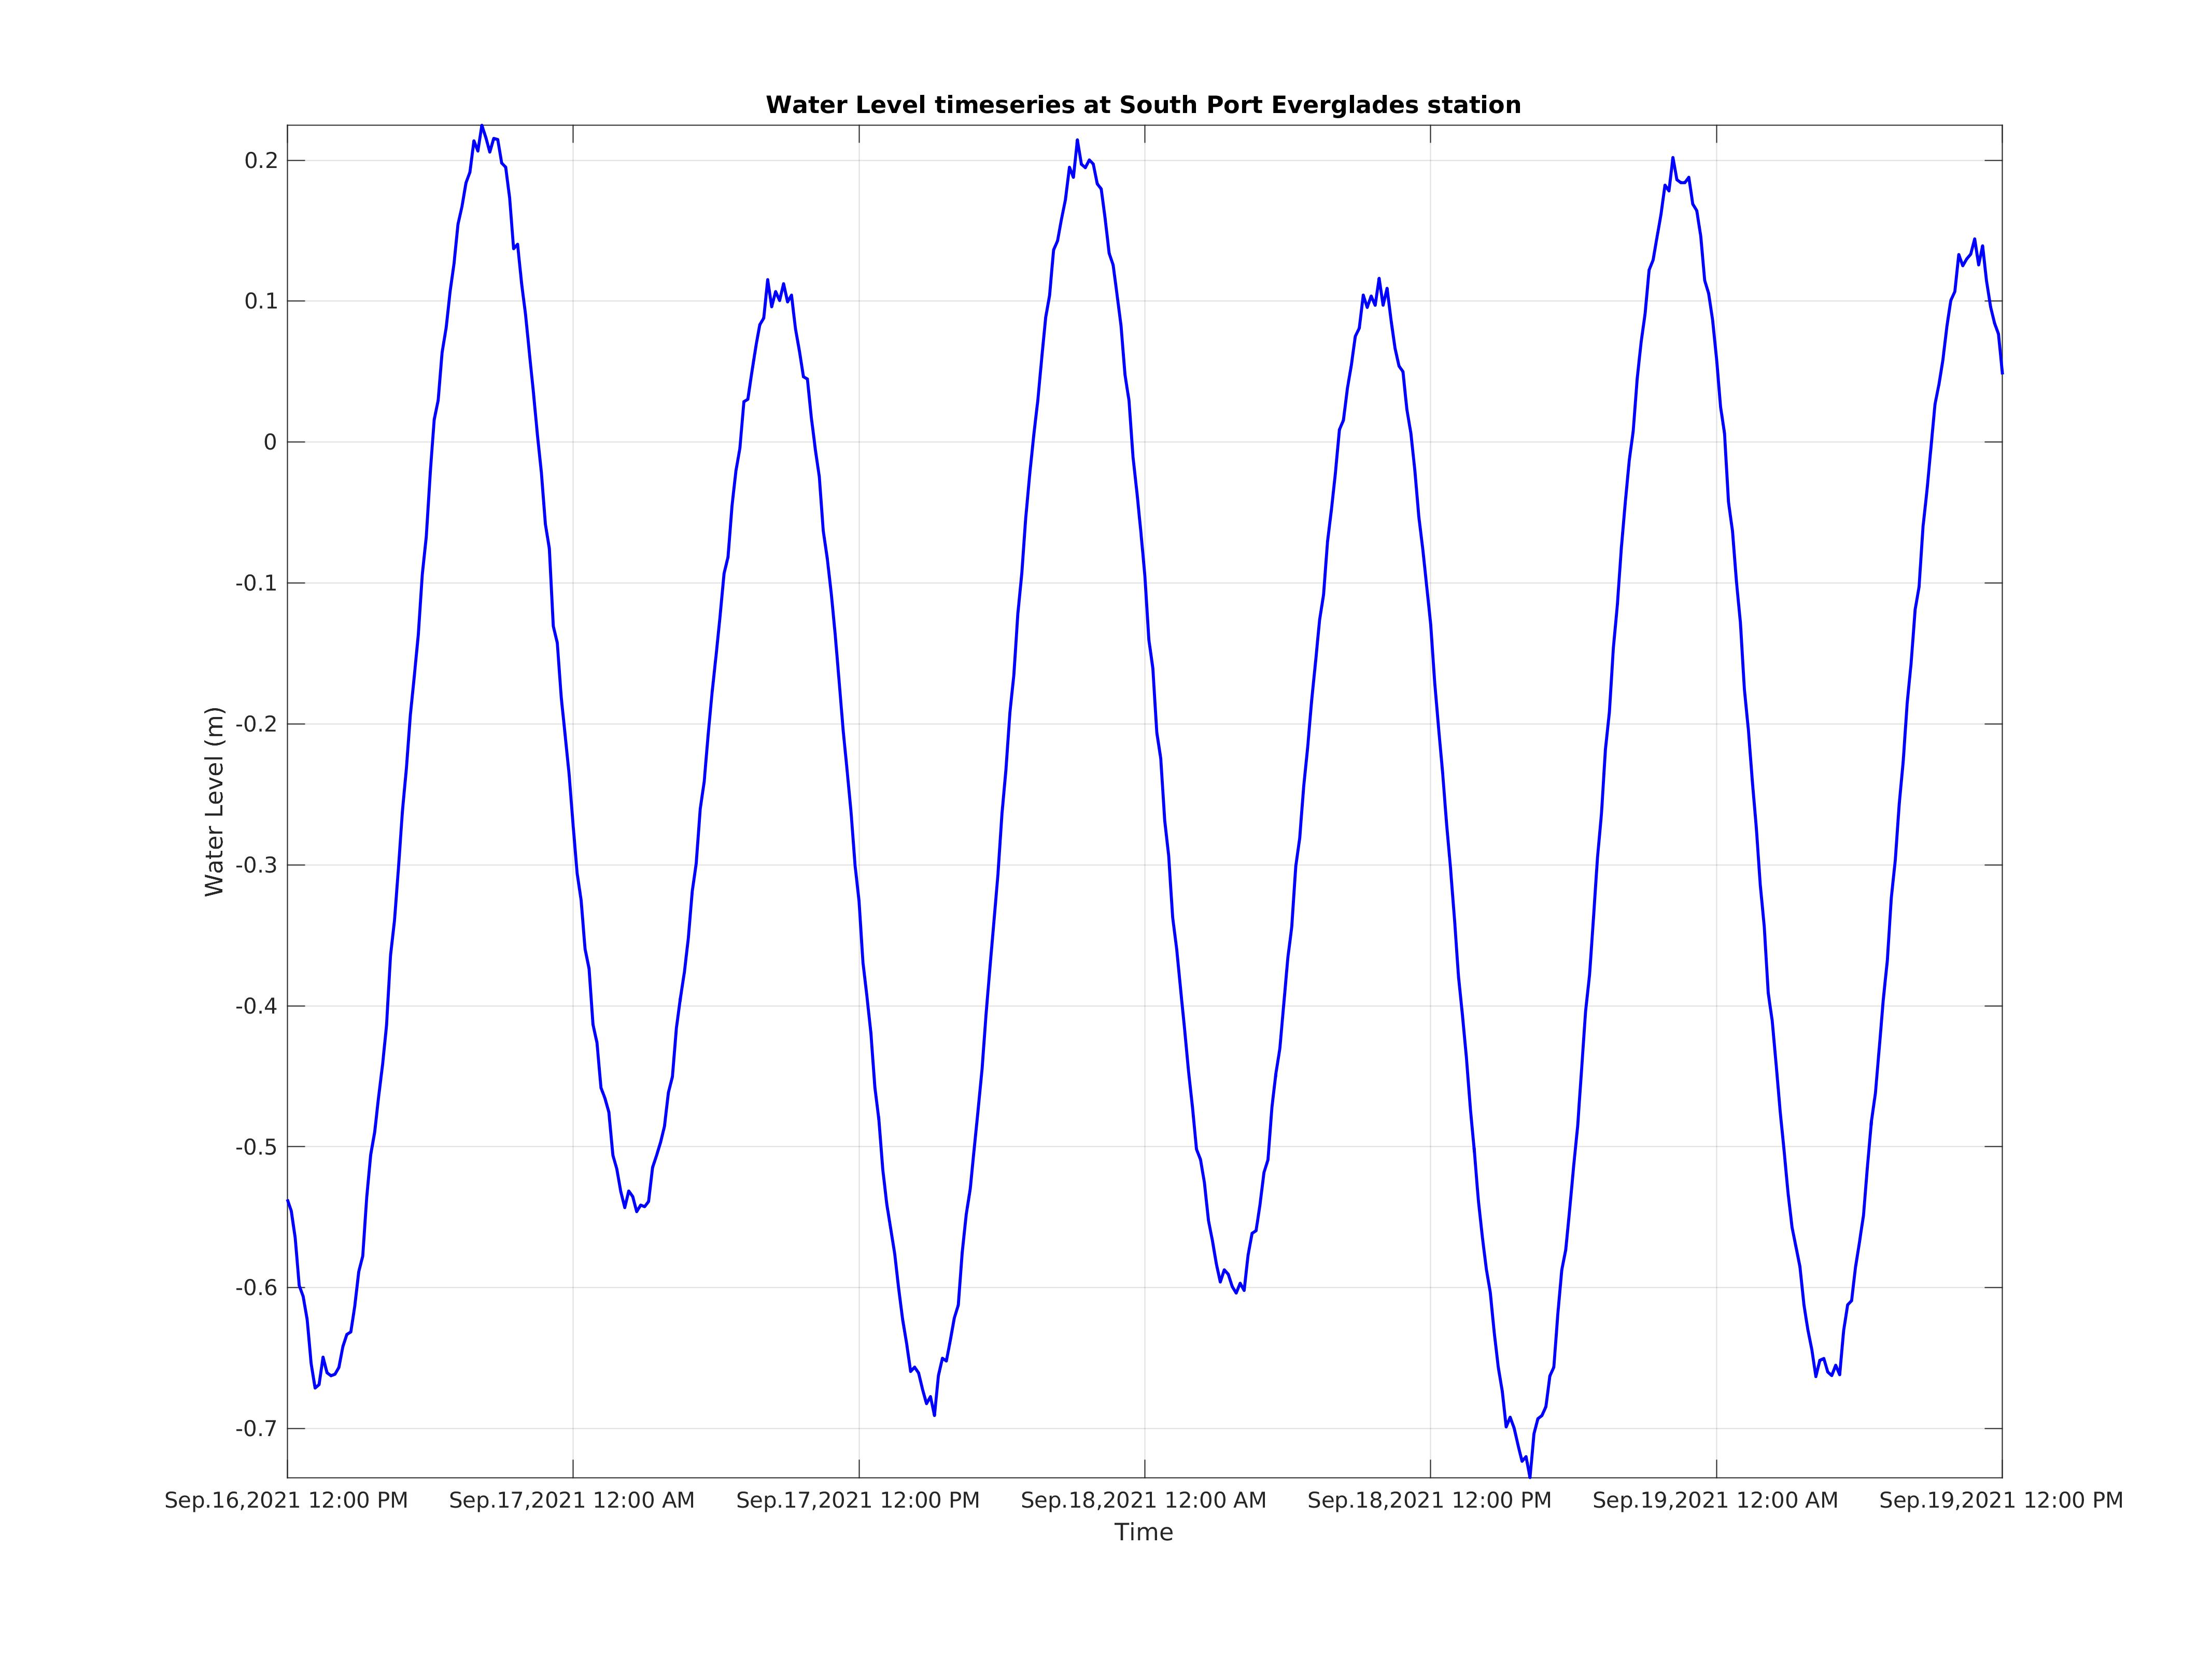 Water Level timeseries at South Port Everglades station
0.2
0.1
0
-0.1
-0.2
-0.3
-0.4
-0.5
-0.6
-0.7
Water Level (m)
Sep.16,2021 12:00 PM Sep.17,2021 12:00 AM Sep.17,2021 12:00 PM Sep.18,2021 12:00 AM Sep.18,2021 12:00 PM Sep.19,2021 12:00 AM Sep.19,2021 12:00 PM
Time